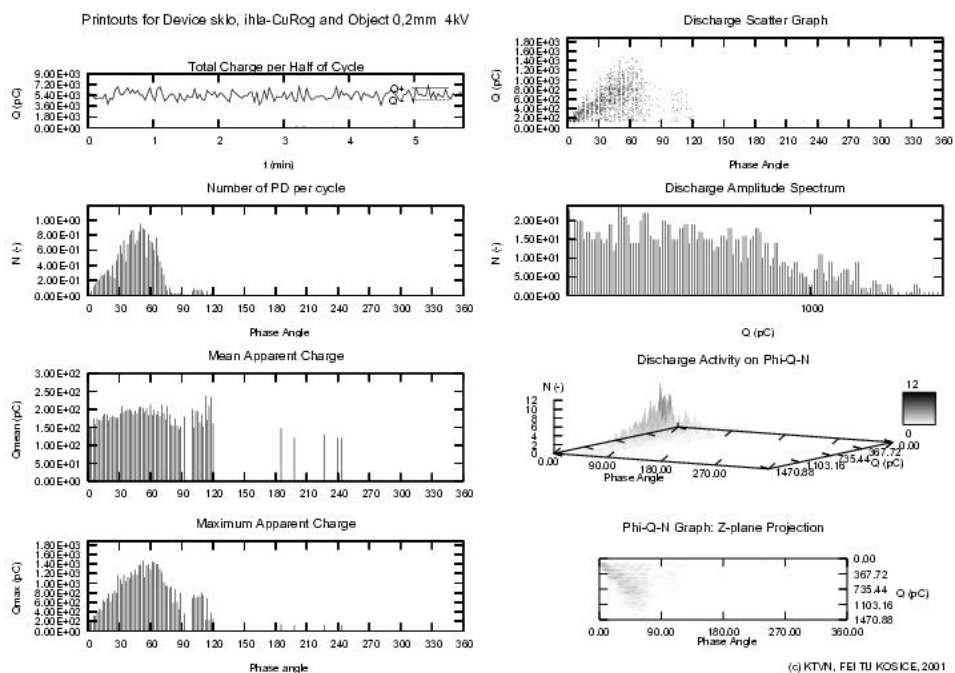 Printouts for Device sklo, ihla-CuRog and Object 0,2mm 4kV
Total Charge per Half of Cycle
9.00E+03
7.20E+03
5.40E+03
3.60E+03
1.80E+03
0.00E+00
Q (pC)
Q+
Q-
0 1 2 3 4 5
t (min)
Number of PD per cycle
1.00E+00
8.00E-01
6.00E-01
4.00E-01
2.00E-01
0.00E+00
N (-)
0 30 60 90 120 150 180 210 240 270 300 330 360
Phase Angle
Mean Apparent Charge
3.00E+02
2.50E+02
2.00E+02
1.50E+02
1.00E+02
5.00E+01
0.00E+00
Qmean (pC)
0 30 60 90 120 150 180 210 240 270 300 330 360
Phase Angle
Maximum Apparent Charge
1.80E+03
1.60E+03
1.40E+03
1.20E+03
1.00E+03
8.00E+02
6.00E+02
4.00E+02
2.00E+02
0.00E+00
Qmax (pC)
0 30 60 90 120 150 180 210 240 270 300 330 360
Phase angle
Discharge Scatter Graph
1.80E+03
1.60E+03
1.40E+03
1.20E+03
1.00E+03
8.00E+02
6.00E+02
4.00E+02
2.00E+02
0.00E+00
Q (pC)
0 30 60 90 120 150 180 210 240 270 300 330 360
Phase Angle
Discharge Amplitude Spectrum
2.00E+01
1.50E+01
1.00E+01
5.00E+00
0.00E+00
N (-)
1000
Q (pC)
Discharge Activity on Phi-Q-N
N (-)
12
10
8
6
4
2
0
0.00
90.00
180.00
270.00
Phase Angle
1470.88
1103.16
735.44
367.72
0.00
Q (pC)
12
0
Phi-Q-N Graph: Z-plane Projection
0.00
367.72
735.44
1103.16
1470.88
Q (pC)
0.00 90.00 180.00 270.00 360.00
Phase Angle
(c) KTVN, FEI TU KOSICE, 2001